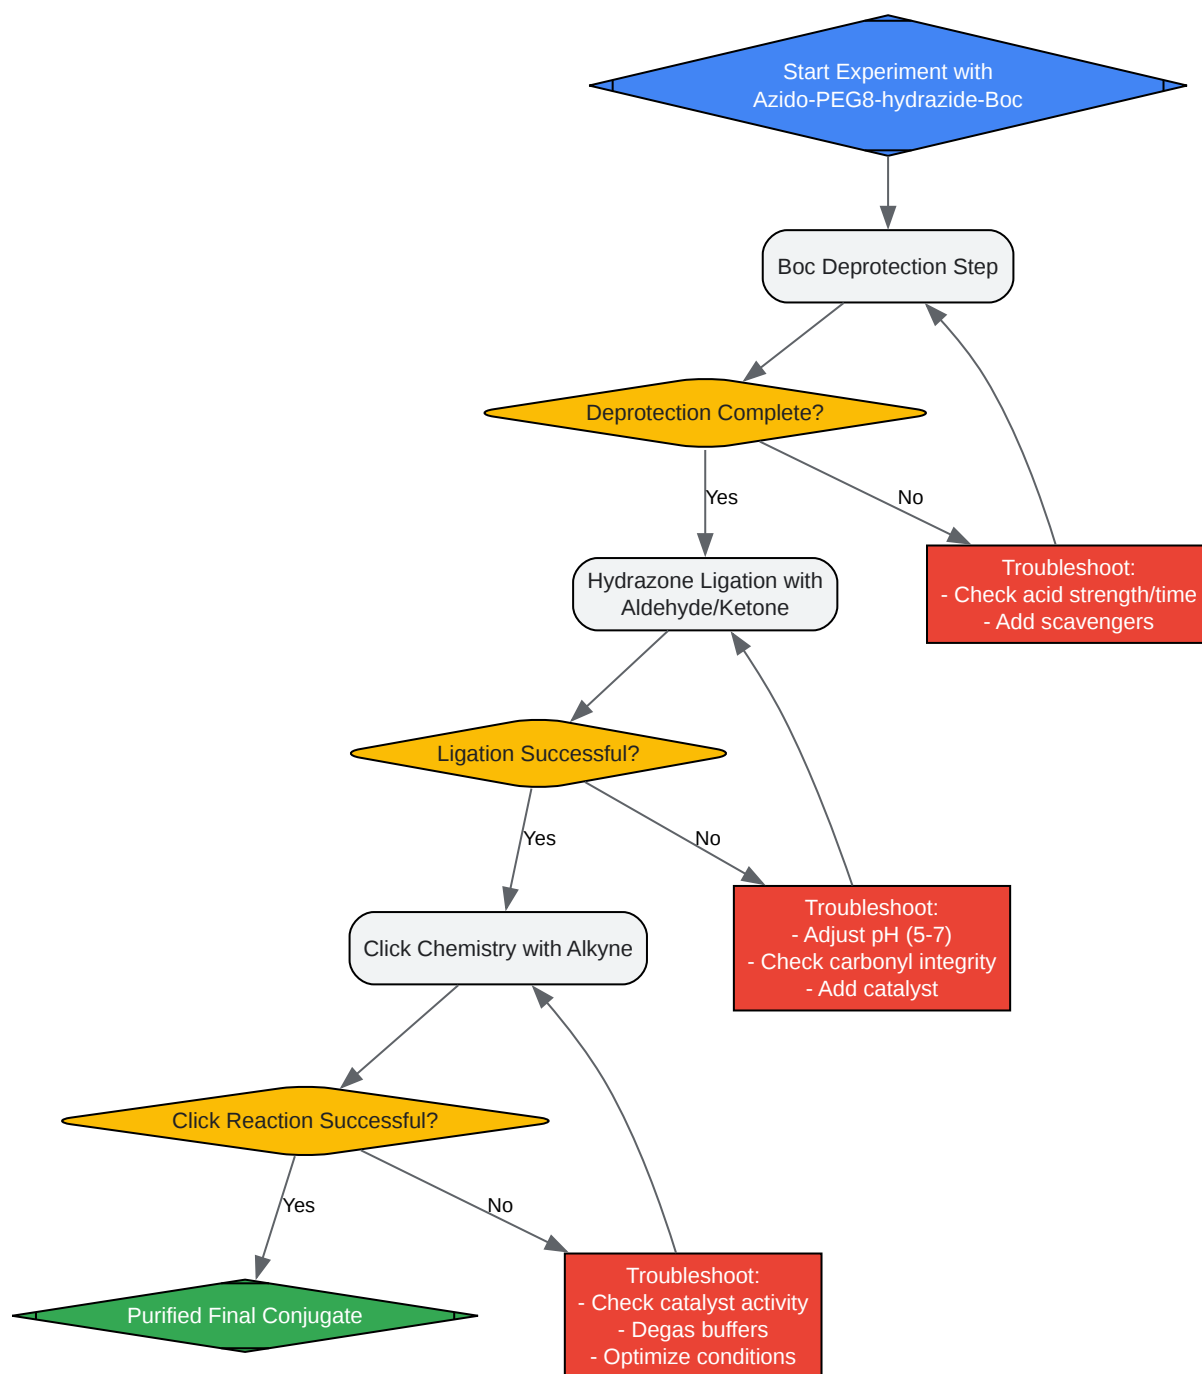 Start Experiment with
Azido-PEG8-hydrazide-Boc
Boc Deprotection Step
Deprotection Complete?
Yes
No
Hydrazone Ligation with
Aldehyde/Ketone
Troubleshoot:
- Check acid strength/time
- Add scavengers
Ligation Successful?
Yes
No
Click Chemistry with Alkyne
Troubleshoot:
- Adjust pH (5-7)
- Check carbonyl integrity
- Add catalyst
Click Reaction Successful?
Yes
No
Purified Final Conjugate
Troubleshoot:
- Check catalyst activity
- Degas buffers
- Optimize conditions